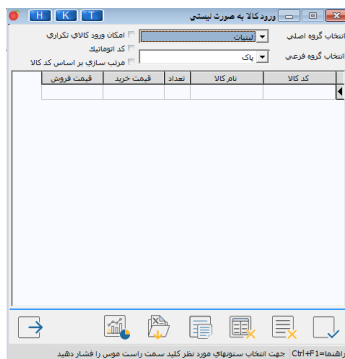 ورود کالا به صورت لیستی
H K T
انتخاب گروه اصلی
لبنیات
امکان ورود کالای تکراری
کد اتوماتیک
انتخاب گروه فرعی
پاک
مرتب سازی بر اساس کد کالا
کد کالا نام کالا تعداد قیمت خرید قیمت فروش
راهنما=Ctrl+F1 جهت انتخاب ستونهای مورد نظر کلید سمت راست موس را فشار دهید